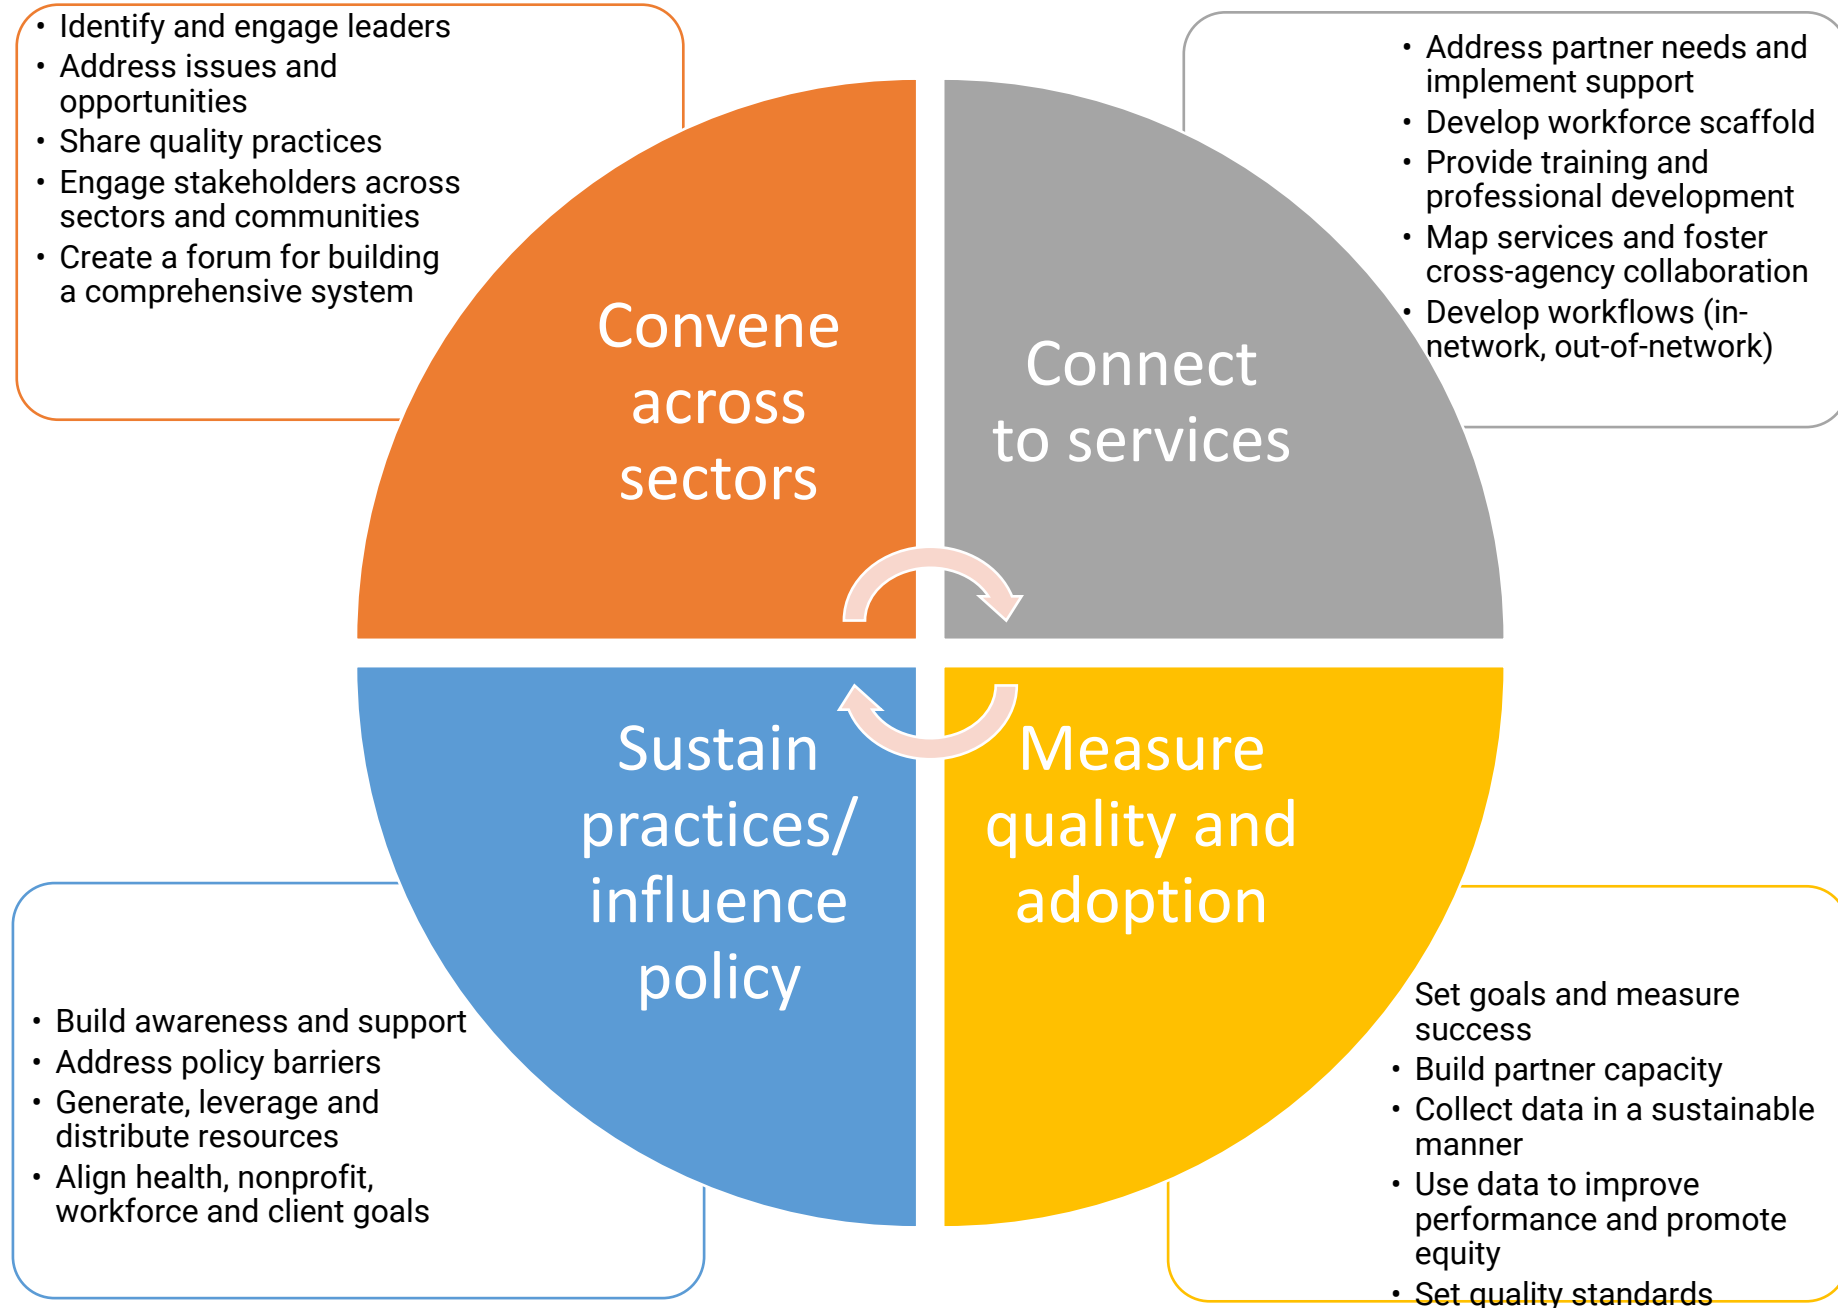 • Identify and engage leaders
• Address issues and
opportunities
• Share quality practices
• Engage stakeholders across
sectors and communities
• Create a forum for building
a comprehensive system
• Address partner needs and
implement support
• Develop workforce scaffold
• Provide training and
professional development
• Map services and foster
cross-agency collaboration
• Develop workflows (in-
network, out-of-network)
Convene
across
sectors
Connect
to services
Sustain
practices/
influence
policy
Measure
quality and
adoption
• Build awareness and support
• Address policy barriers
• Generate, leverage and
distribute resources
• Align health, nonprofit,
workforce and client goals
Set goals and measure
success
• Build partner capacity
• Collect data in a sustainable
manner
• Use data to improve
performance and promote
equity
• Set quality standards